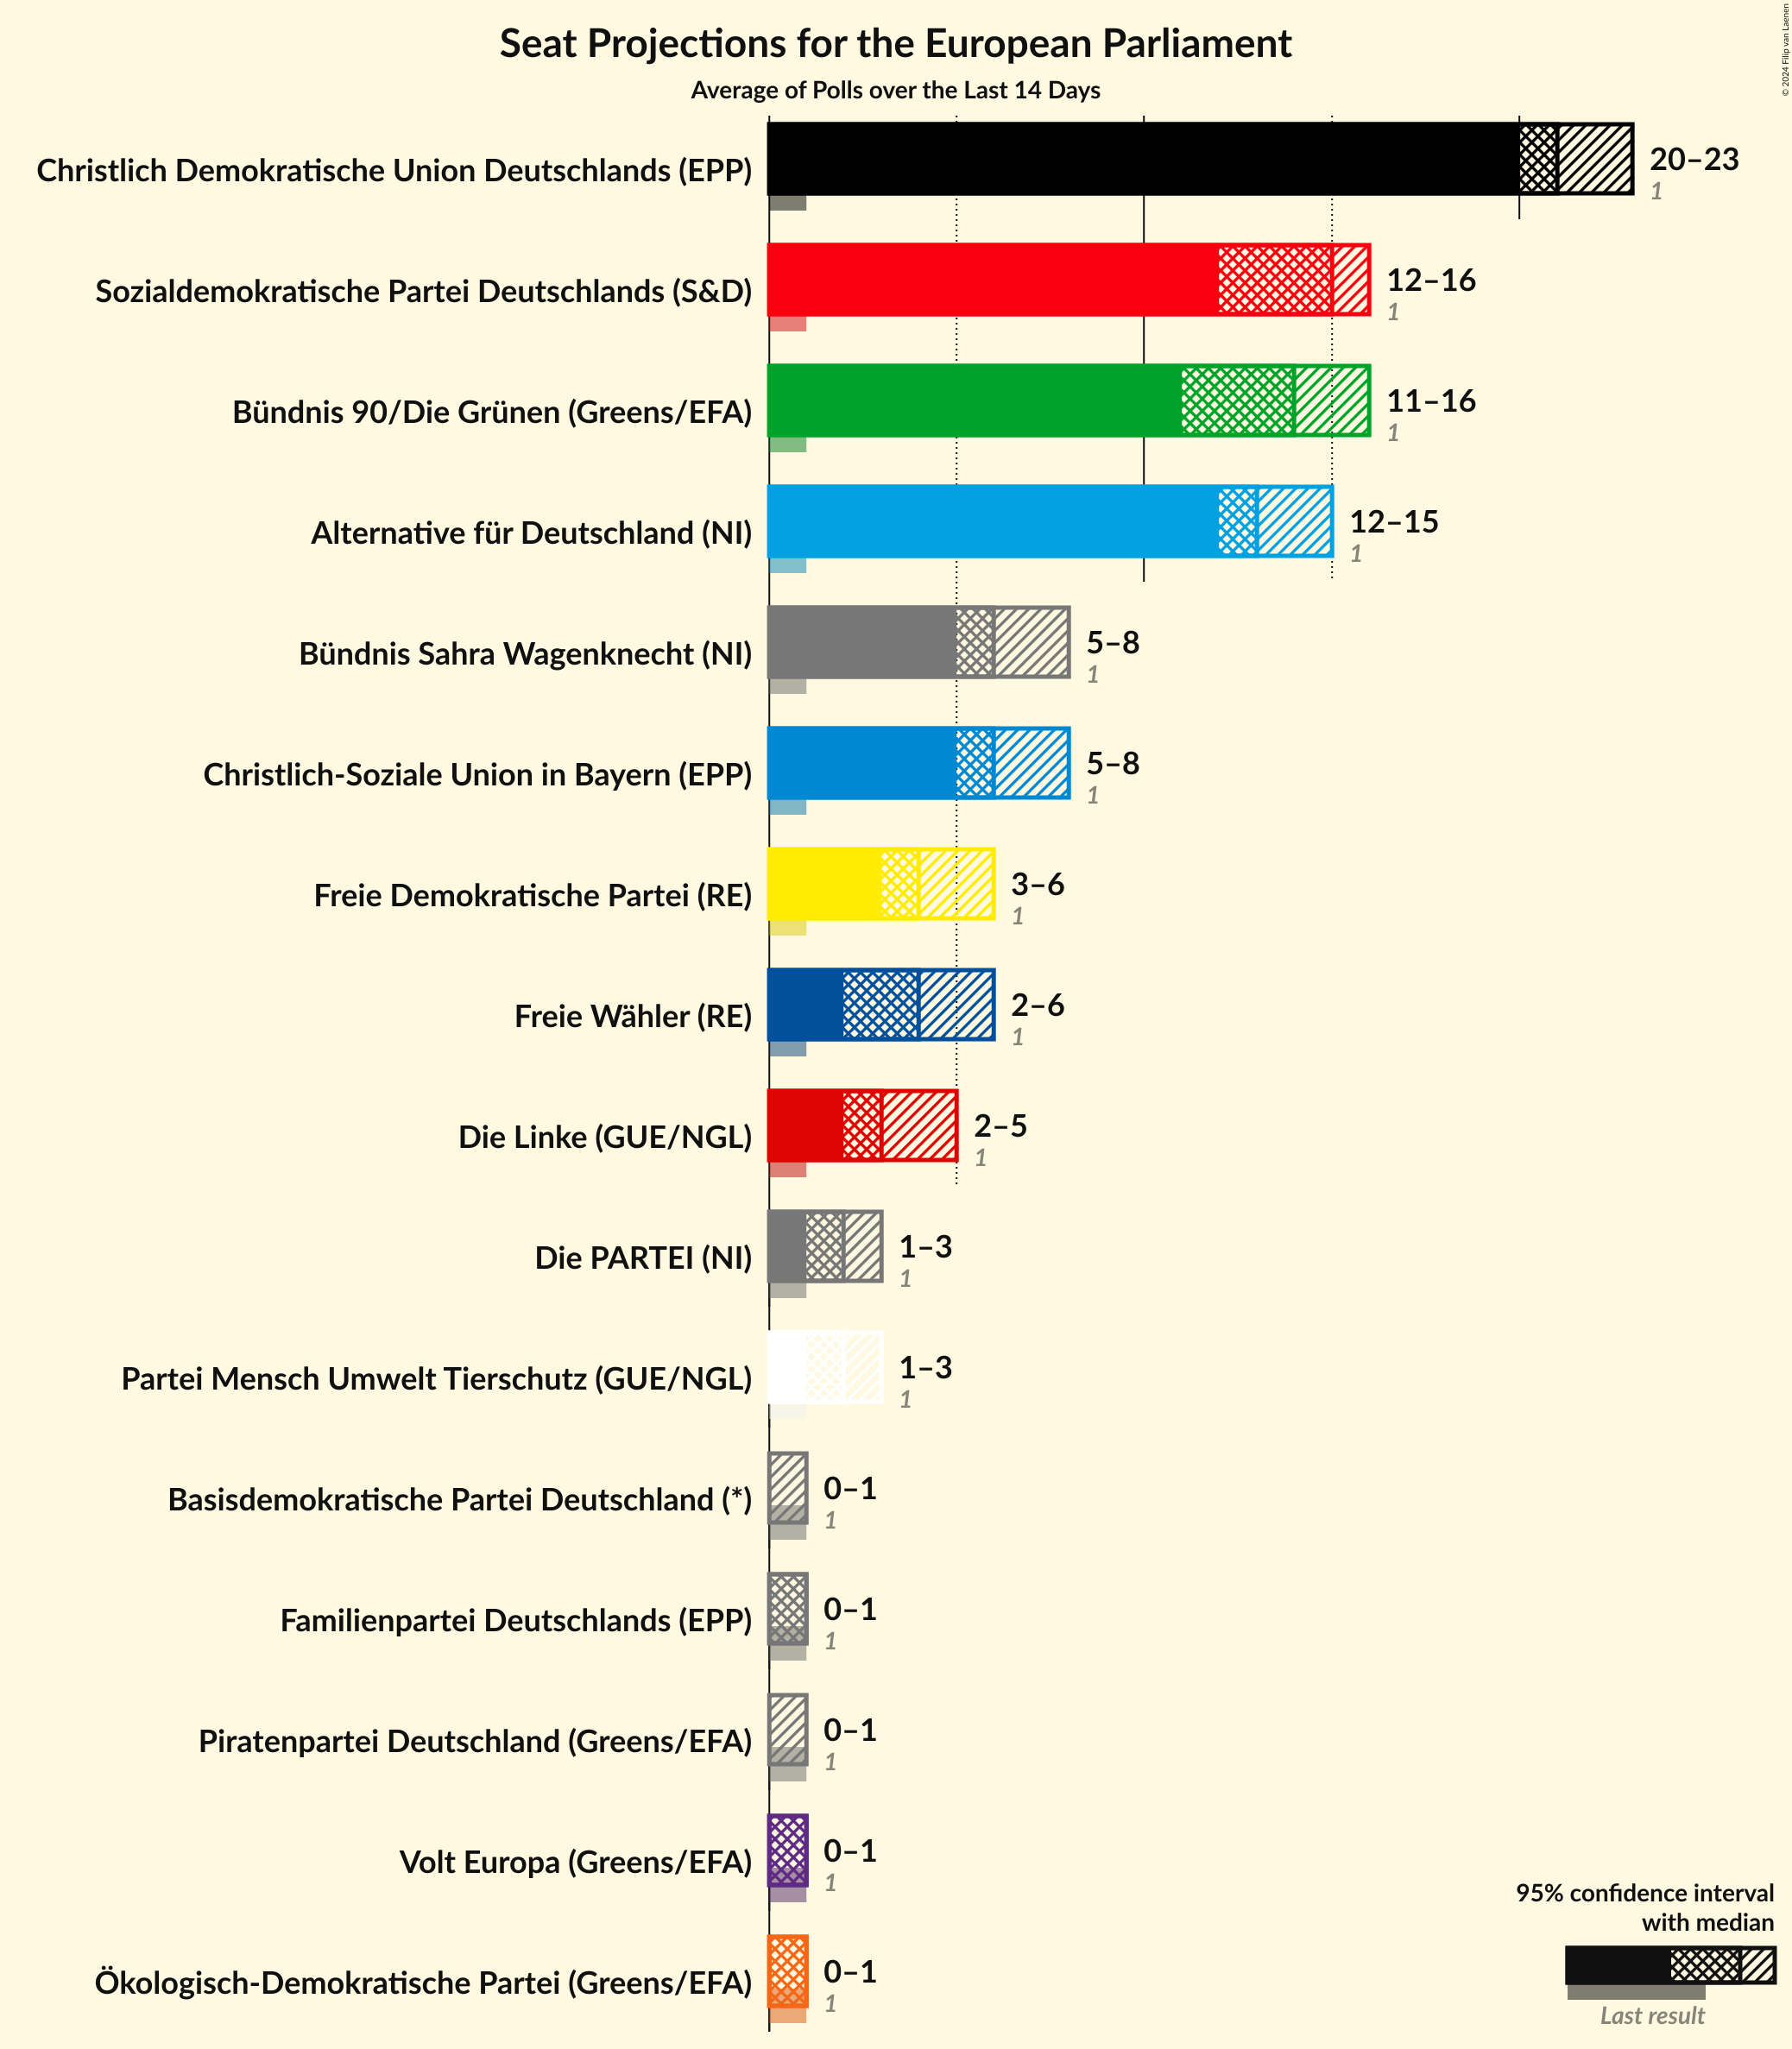 Seat Projections for the European Parliament
Average of Polls over the Last 14 Days
© 2024 Filip van Laenen
Christlich Demokratische Union Deutschlands (EPP)
20–23
1
Sozialdemokratische Partei Deutschlands (S&D)
12–16
1
Bündnis 90/Die Grünen (Greens/EFA)
11–16
1
Alternative für Deutschland (NI)
12–15
1
Bündnis Sahra Wagenknecht (NI)
5–8
1
Christlich-Soziale Union in Bayern (EPP)
5–8
1
Freie Demokratische Partei (RE)
3–6
1
Freie Wähler (RE)
2–6
1
Die Linke (GUE/NGL)
2–5
1
Die PARTEI (NI)
1–3
1
Partei Mensch Umwelt Tierschutz (GUE/NGL)
1–3
1
Basisdemokratische Partei Deutschland (*)
0–1
1
Familienpartei Deutschlands (EPP)
0–1
1
Piratenpartei Deutschland (Greens/EFA)
0–1
1
Volt Europa (Greens/EFA)
0–1
1
Ökologisch-Demokratische Partei (Greens/EFA)
0–1
1
95% confidence interval
with median
Last result